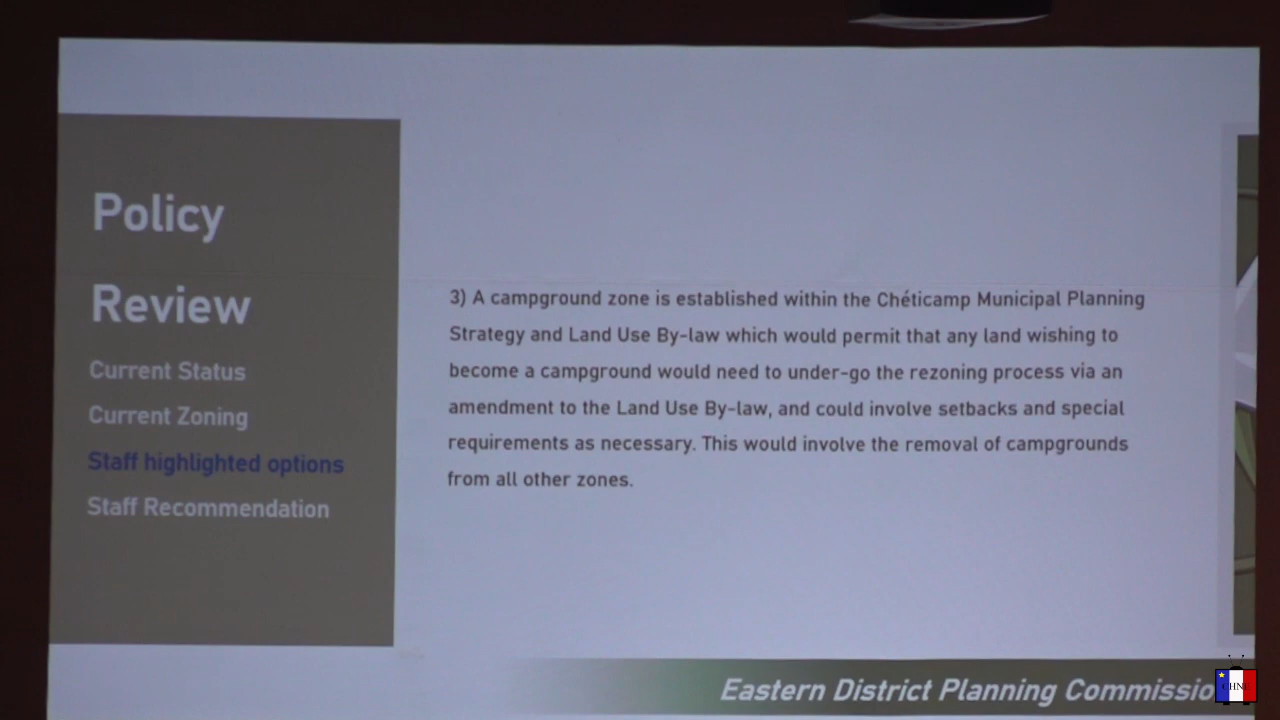 Policy
Review
Current Status
Current Zoning
Staff highlighted options
Staff Recommendation
3) A campground zone is established within the Chéticamp Municipal Planning
Strategy and Land Use By-law which would permit that any land wishing to
become a campground would need to under-go the rezoning process via an
amendment to the Land Use By-law, and could involve setbacks and special
requirements as necessary. This would involve the removal of campgrounds
from all other zones.
Eastern District Planning Commissio